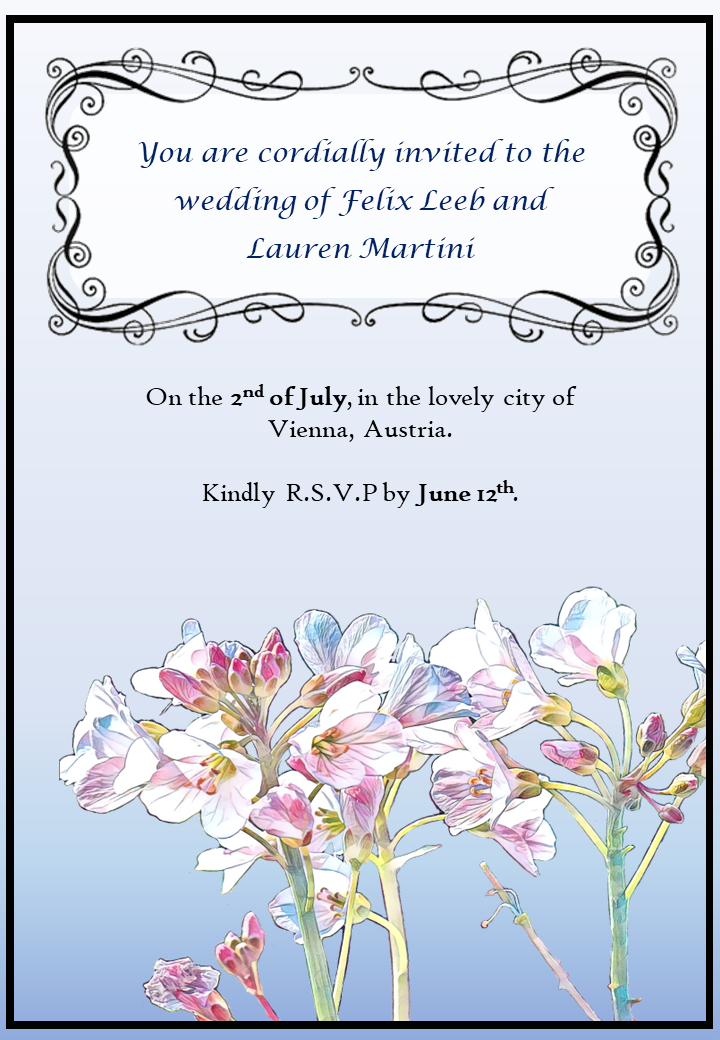 You are cordially invited to the
wedding of Felix Leeb and
Lauren Martini
On the 2nd of July, in the lovely city of
Vienna, Austria.
Kindly R.S.V.P by June 12th.